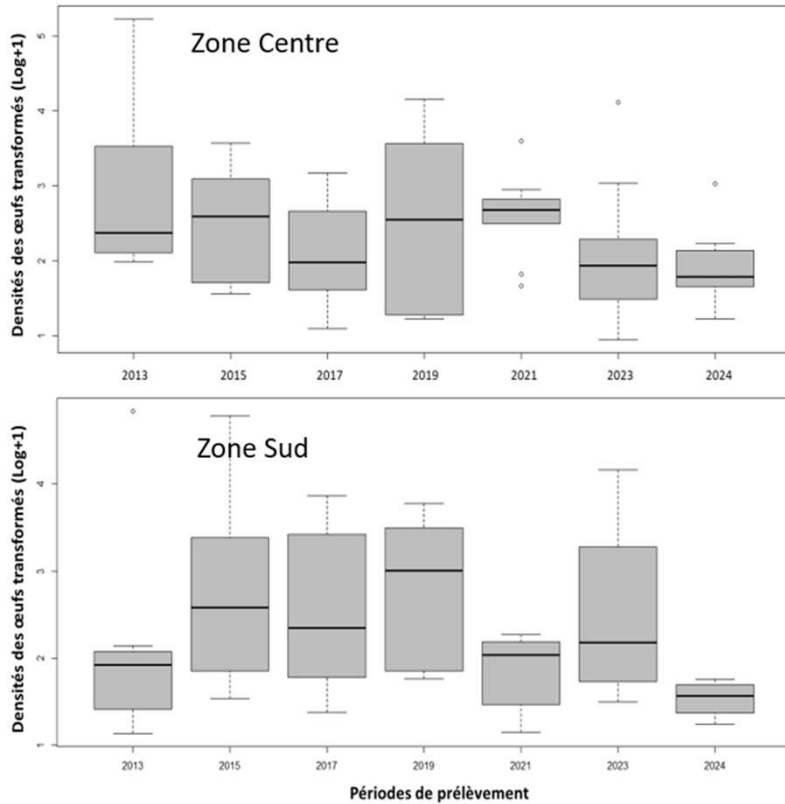 Zone Centre
Densités des œufs transformés (Log+1)
5
4
3
2
1
2013 2015 2017 2019 2021 2023 2024
Zone Sud
Densités des œufs transformés (Log+1)
4
3
2
1
2013 2015 2017 2019 2021 2023 2024
Périodes de prélèvement